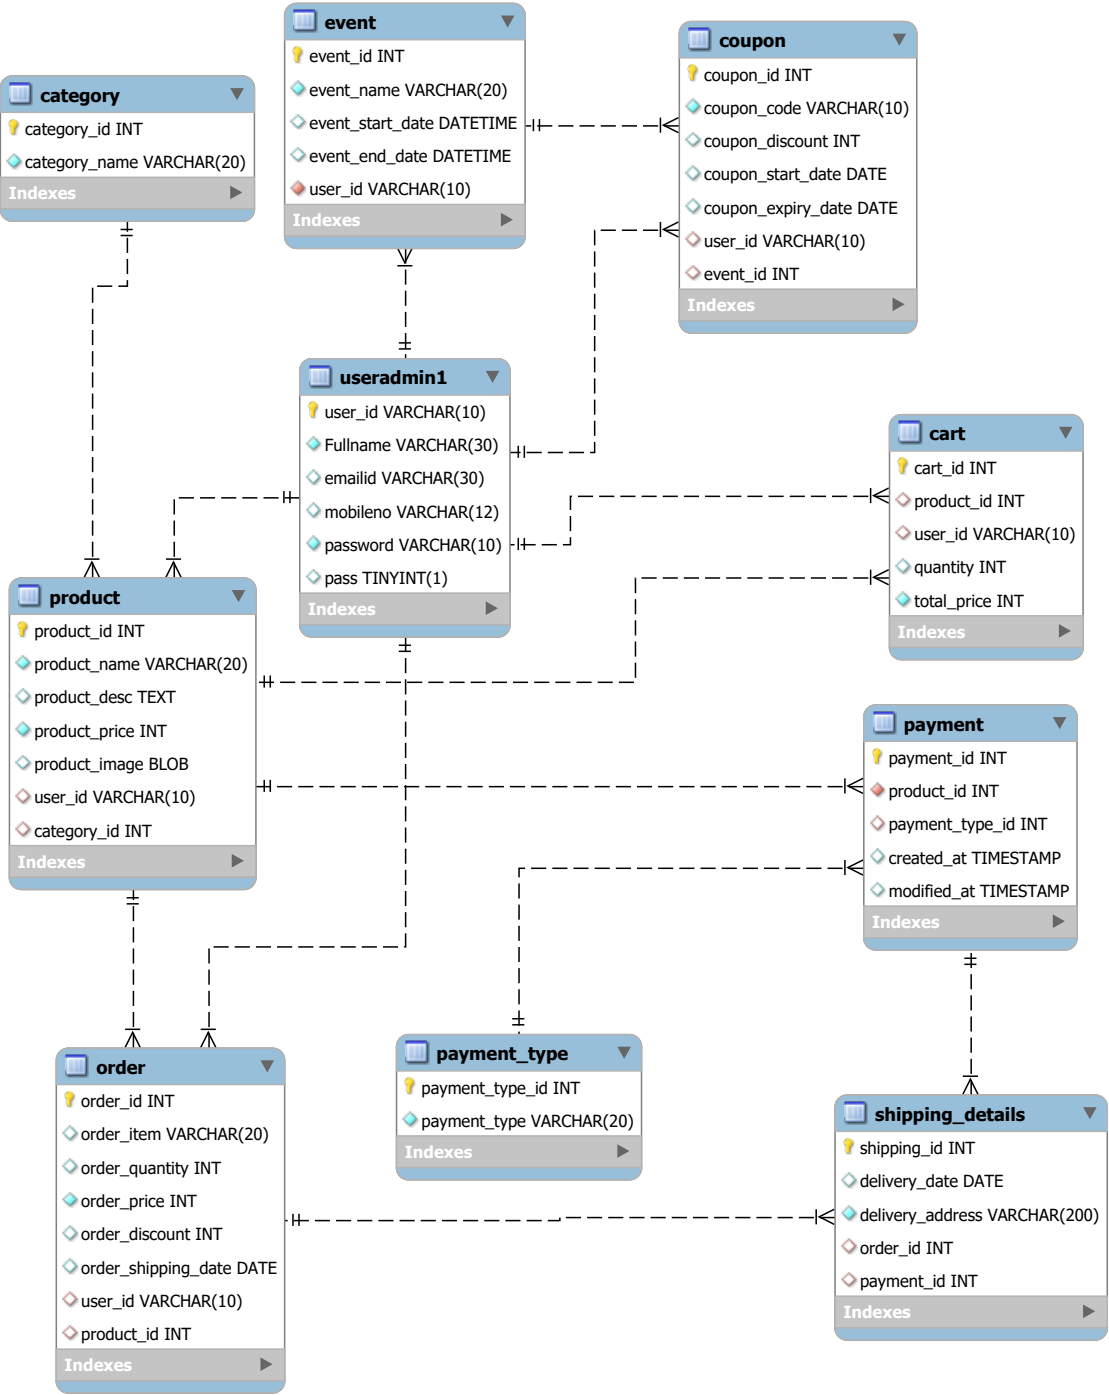 event
event_id INT
event_name VARCHAR(20)
event_start_date DATETIME
event_end_date DATETIME
user_id VARCHAR(10)
Indexes
coupon
coupon_id INT
coupon_code VARCHAR(10)
coupon_discount INT
coupon_start_date DATE
coupon_expiry_date DATE
user_id VARCHAR(10)
event_id INT
Indexes
category
category_id INT
category_name VARCHAR(20)
Indexes
useradmin1
user_id VARCHAR(10)
Fullname VARCHAR(30)
emailid VARCHAR(30)
mobileno VARCHAR(12)
password VARCHAR(10)
pass TINYINT(1)
Indexes
cart
cart_id INT
product_id INT
user_id VARCHAR(10)
quantity INT
total_price INT
Indexes
product
product_id INT
product_name VARCHAR(20)
product_desc TEXT
product_price INT
product_image BLOB
user_id VARCHAR(10)
category_id INT
Indexes
payment
payment_id INT
product_id INT
payment_type_id INT
created_at TIMESTAMP
modified_at TIMESTAMP
Indexes
order
order_id INT
order_item VARCHAR(20)
order_quantity INT
order_price INT
order_discount INT
order_shipping_date DATE
user_id VARCHAR(10)
product_id INT
Indexes
payment_type
payment_type_id INT
payment_type VARCHAR(20)
Indexes
shipping_details
shipping_id INT
delivery_date DATE
delivery_address VARCHAR(200)
order_id INT
payment_id INT
Indexes